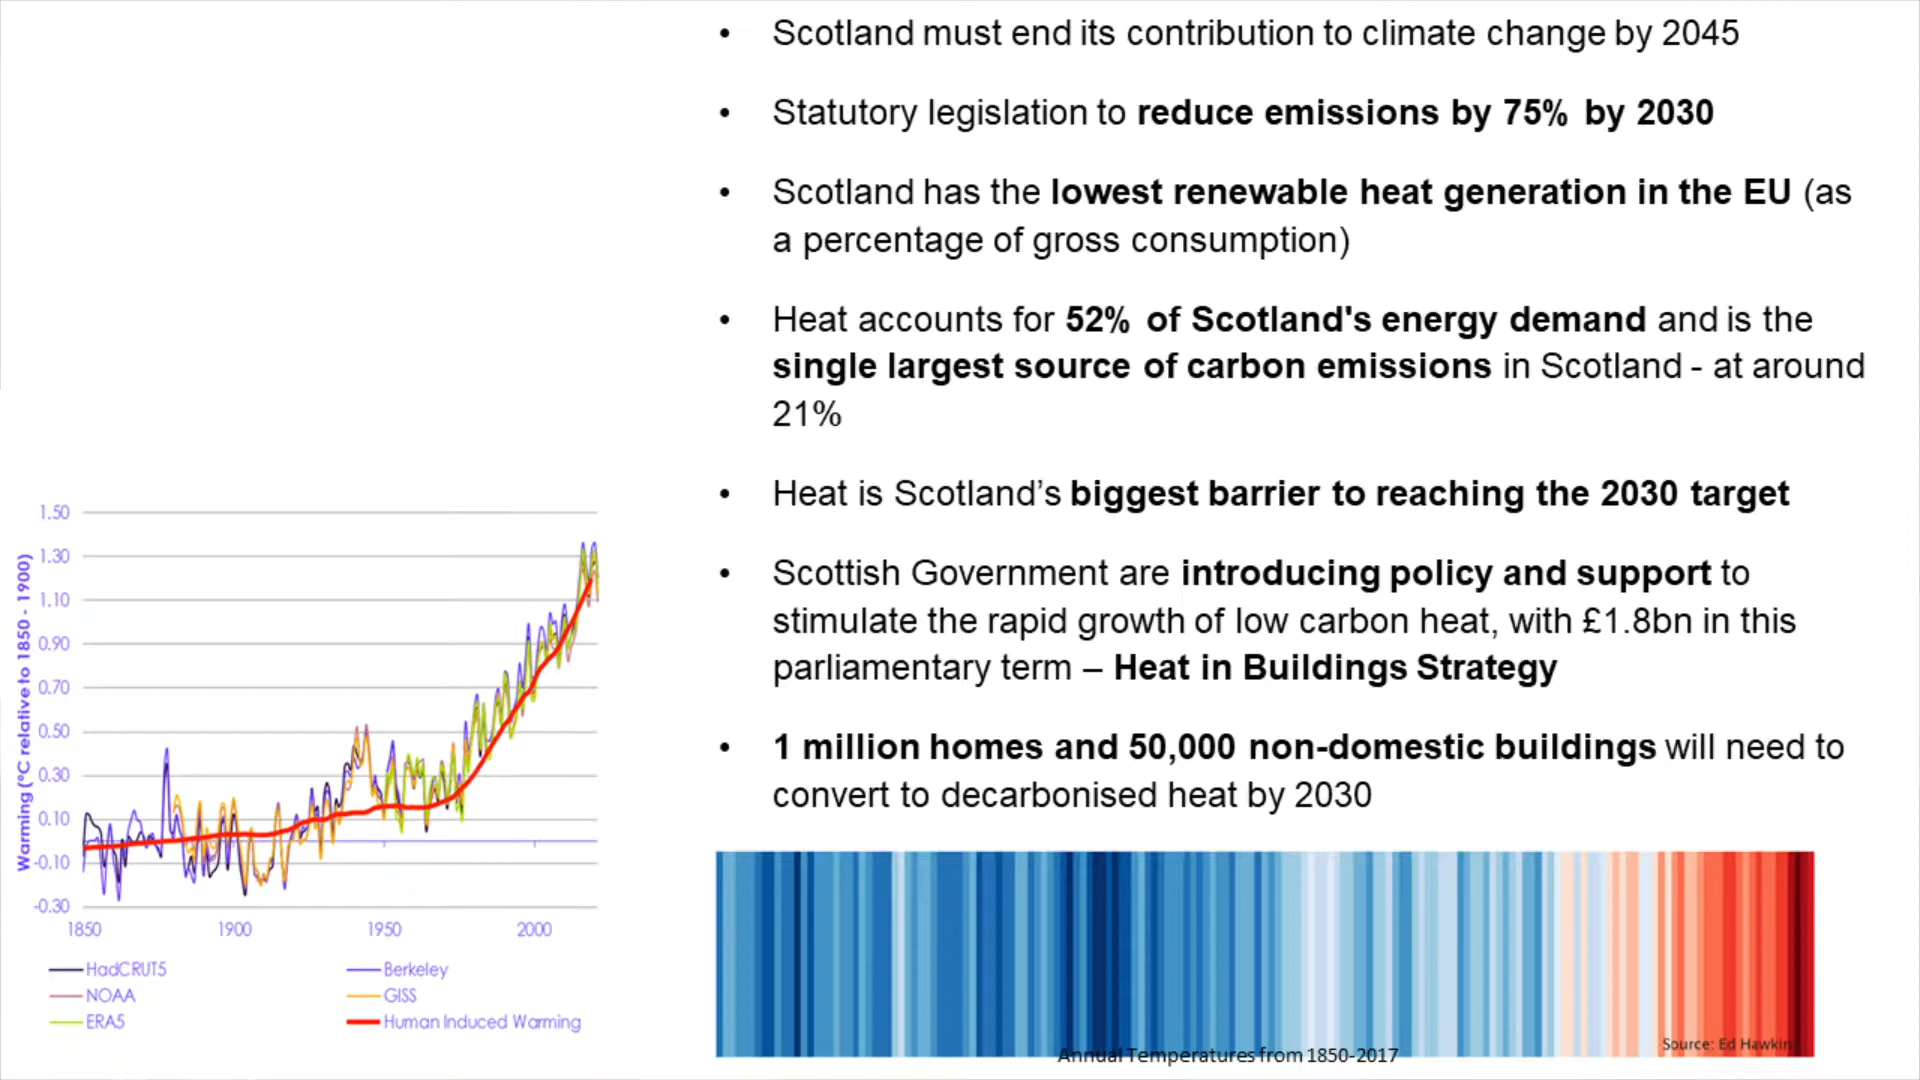 • Scotland must end its contribution to climate change by 2045
• Statutory legislation to reduce emissions by 75% by 2030
• Scotland has the lowest renewable heat generation in the EU (as
a percentage of gross consumption)
• Heat accounts for 52% of Scotland's energy demand and is the
single largest source of carbon emissions in Scotland - at around
21%
• Heat is Scotland’s biggest barrier to reaching the 2030 target
• Scottish Government are introducing policy and support to
stimulate the rapid growth of low carbon heat, with £1.8bn in this
parliamentary term – Heat in Buildings Strategy
• 1 million homes and 50,000 non-domestic buildings will need to
convert to decarbonised heat by 2030
Warming (°C relative to 1850 - 1900)
1.50
1.30
1.10
0.90
0.70
0.50
0.30
0.10
-0.10
-0.30
1850 1900 1950 2000
HadCRUT5 Berkeley
NOAA GISS
ERA5 Human Induced Warming
Source: Ed Hawkin
Annual Temperatures from 1850-2017